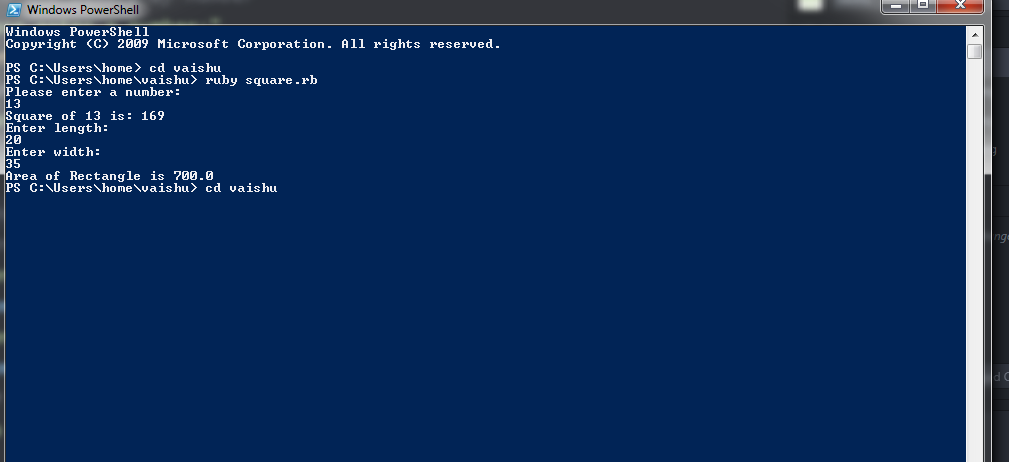 Windows PowerShell
Windows PowerShell
Copyright (C) 2009 Microsoft Corporation. All rights reserved.
PS C:\Users\home> cd vaishu
PS C:\Users\home\vaishu> ruby square.rb
Please enter a number:
13
Square of 13 is: 169
Enter length:
20
Enter width:
35
Area of Rectangle is 700.0
PS C:\Users\home\vaishu> cd vaishu